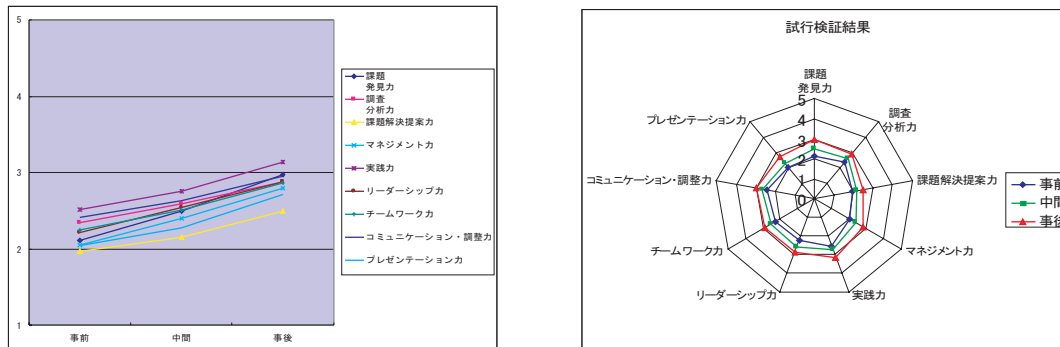 5
4
3
2
1
事前
中間
事後
課題
発見力
調査
分析力
課題解決提案力
マネジメント力
実践力
リーダーシップ力
チームワーク力
コミュニケーション・調整力
プレゼンテーション力
試行検証結果
課題
発見力
調査
分析力
課題解決提案力
マネジメント力
実践力
リーダーシップ力
チームワーク力
コミュニケーション・調整力
プレゼンテーション力
5
4
3
2
1
0
事前
中間
事後